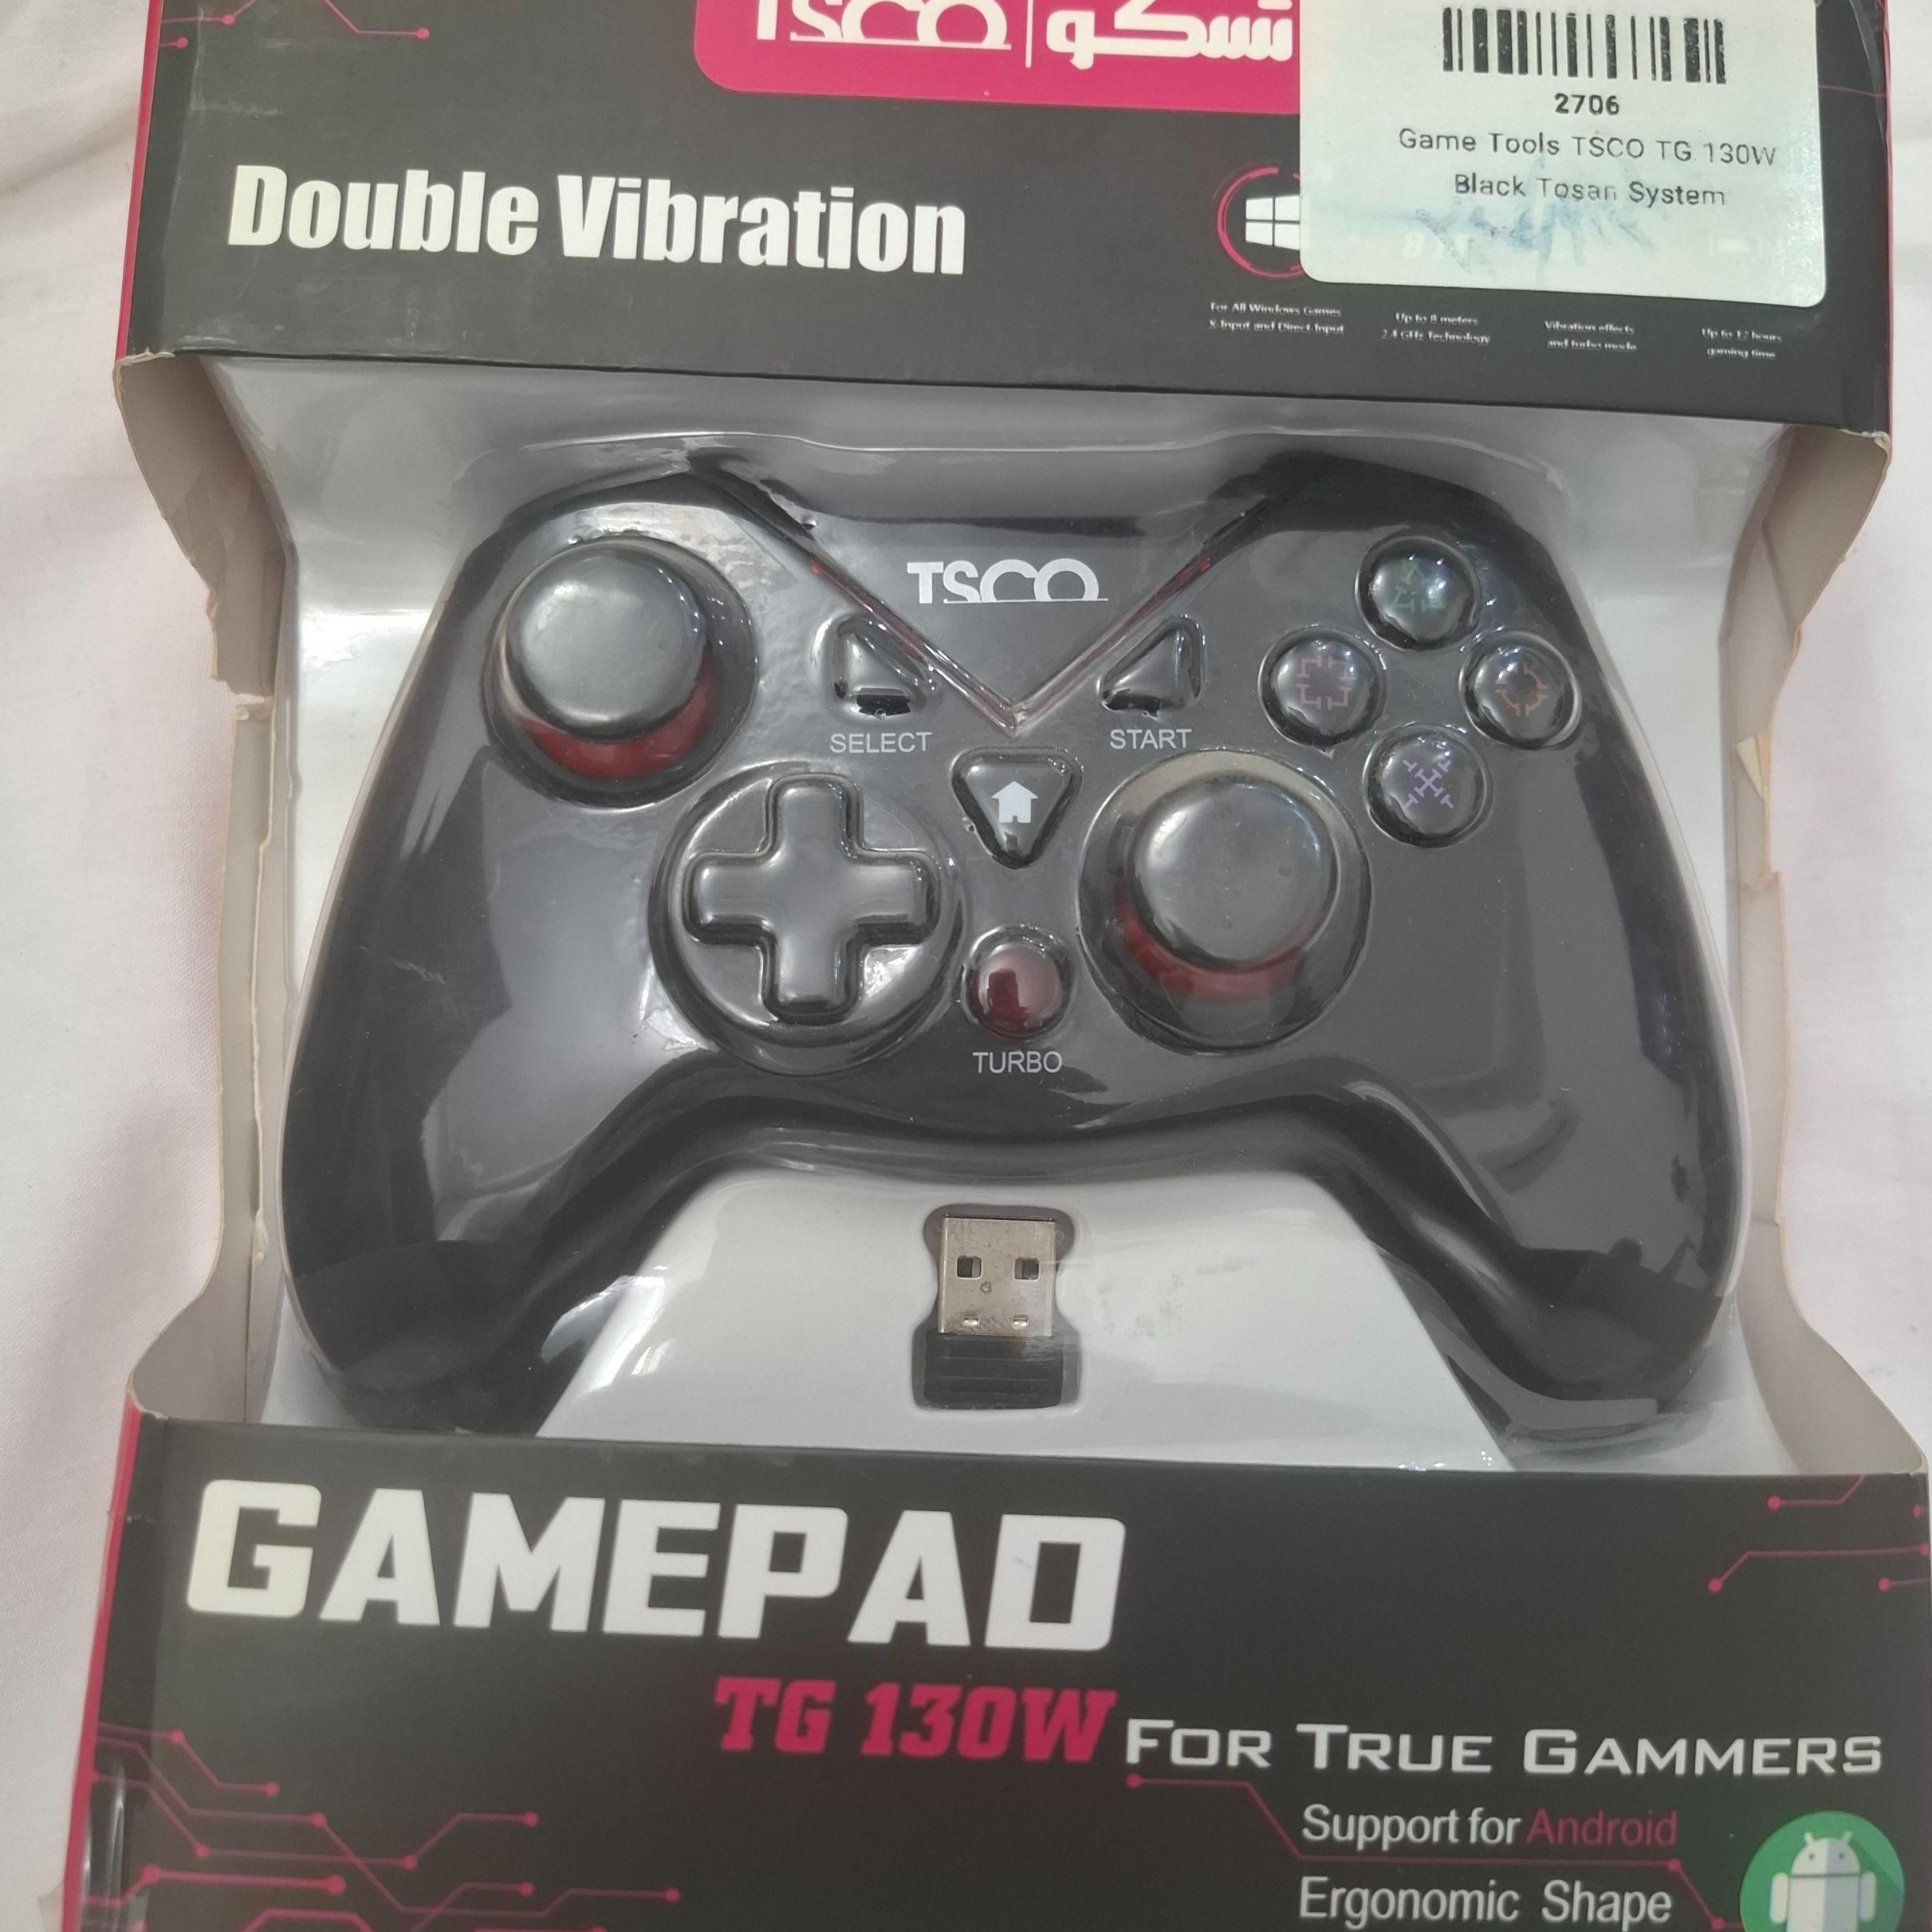 TSCO | تسکو
2706
Game Tools TSCO TG 130W
Black Tosan System
Double Vibration
For All Windows Games
X-Input and Direct-Input
Up to 8 meters
2.4 GHz Technology
Vibration effects
and turbo mode
Up to 12 hours
gaming time
TSCO
SELECT
START
TURBO
GAMEPAD
TG 130W FOR TRUE GAMMERS
Support for Android
Ergonomic Shape